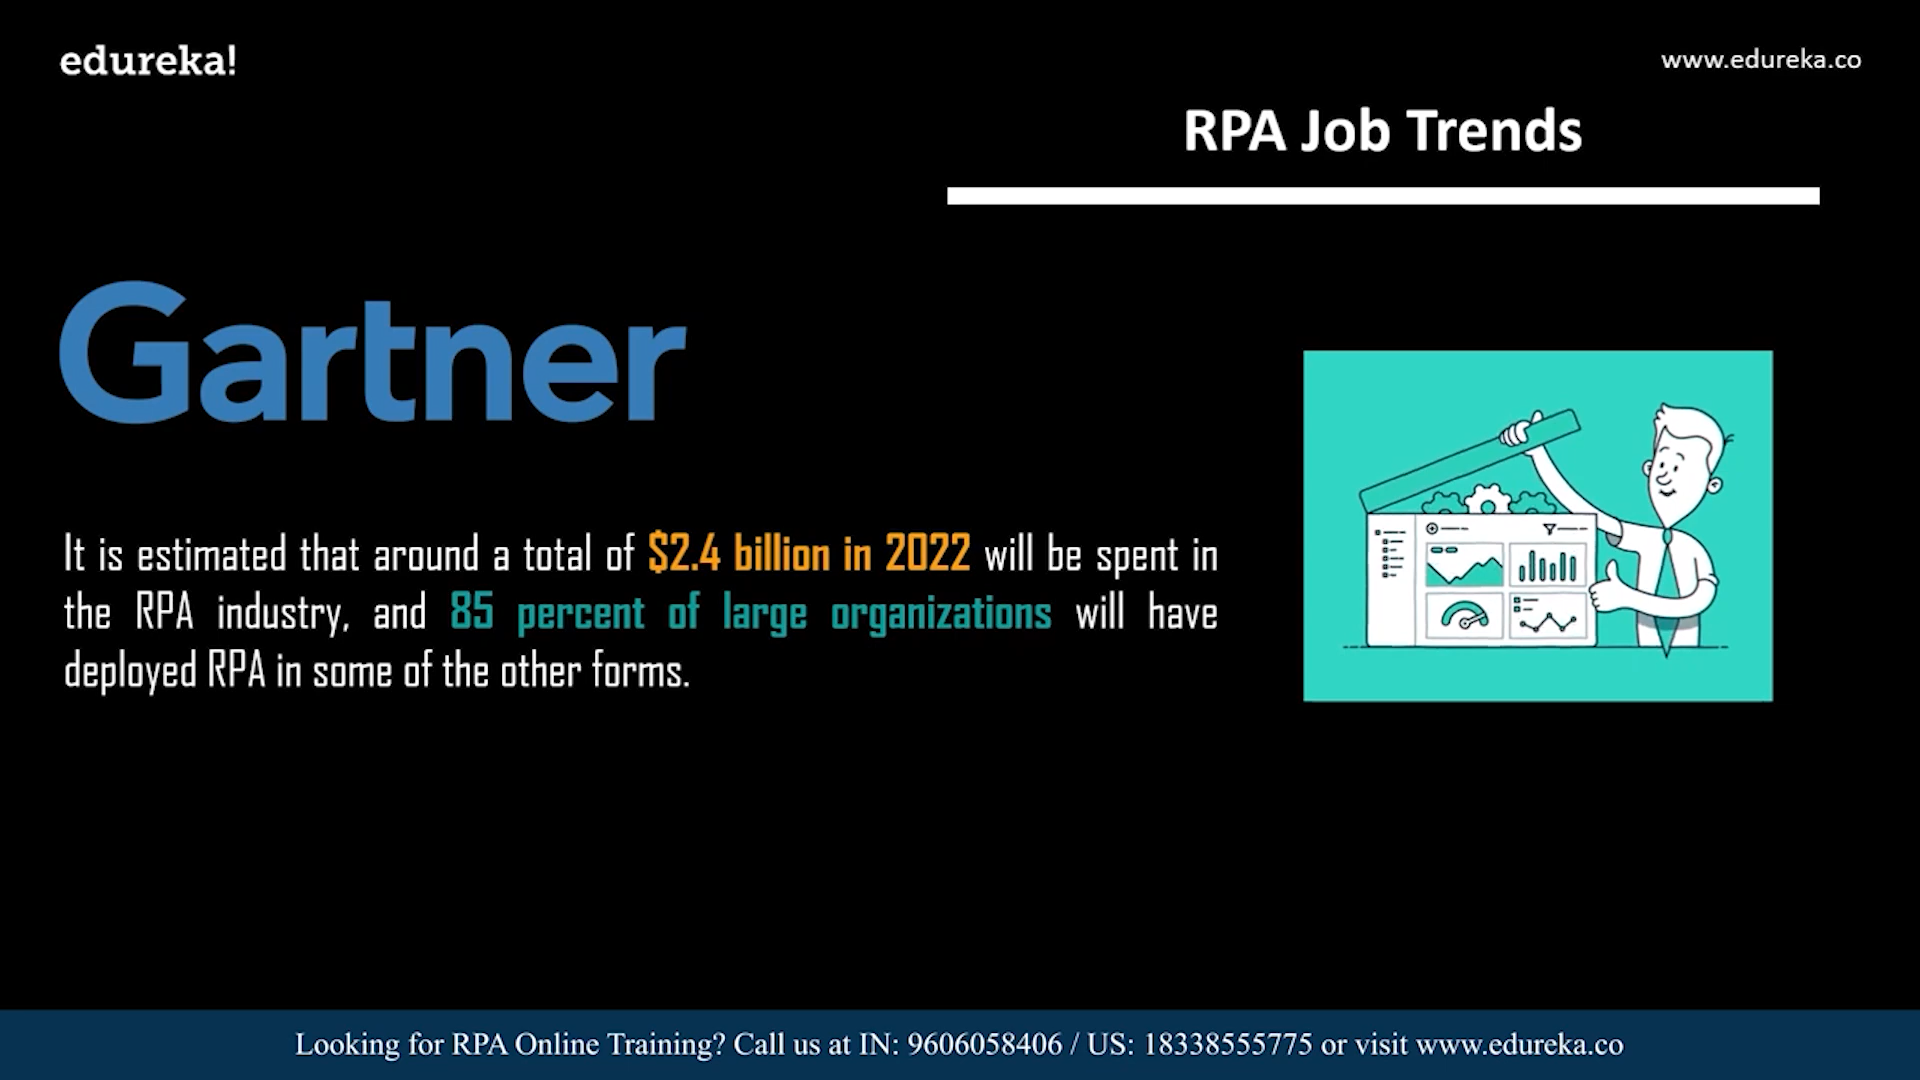 edureka!
www.edureka.co
RPA Job Trends
Gartner
It is estimated that around a total of $2.4 billion in 2022 will be spent in
the RPA industry, and 85 percent of large organizations will have
deployed RPA in some of the other forms.
Looking for RPA Online Training? Call us at IN: 9606058406 / US: 18338555775 or visit www.edureka.co